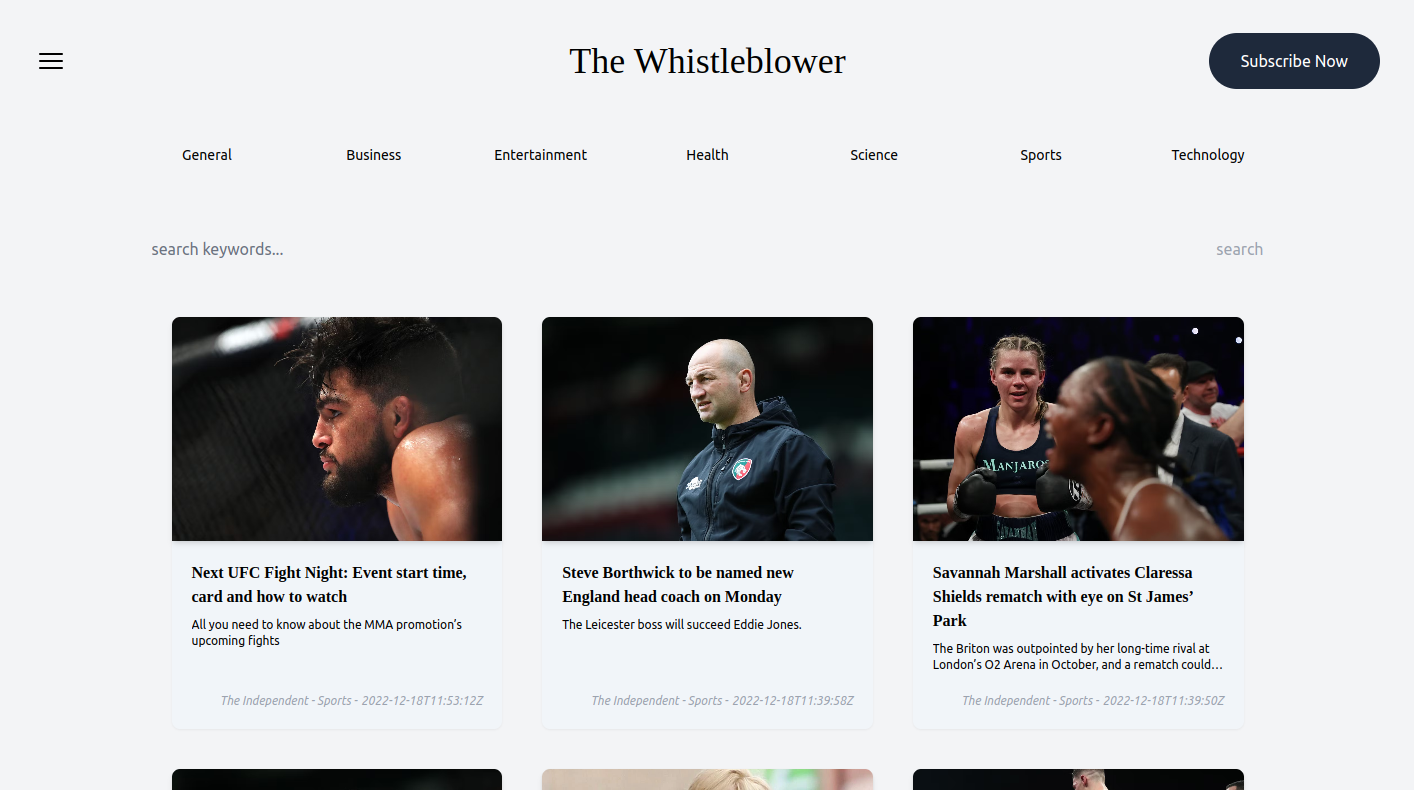 The Whistleblower
Subscribe Now
General
Business
Entertainment
Health
Science
Sports
Technology
search keywords...
search
MANJARO
SAVANNAH
Next UFC Fight Night: Event start time,
card and how to watch
All you need to know about the MMA promotion’s
upcoming fights
The Independent - Sports - 2022-12-18T11:53:12Z
Steve Borthwick to be named new
England head coach on Monday
The Leicester boss will succeed Eddie Jones.
The Independent - Sports - 2022-12-18T11:39:58Z
Savannah Marshall activates Claressa
Shields rematch with eye on St James’
Park
The Briton was outpointed by her long-time rival at
London’s O2 Arena in October, and a rematch could…
The Independent - Sports - 2022-12-18T11:39:50Z